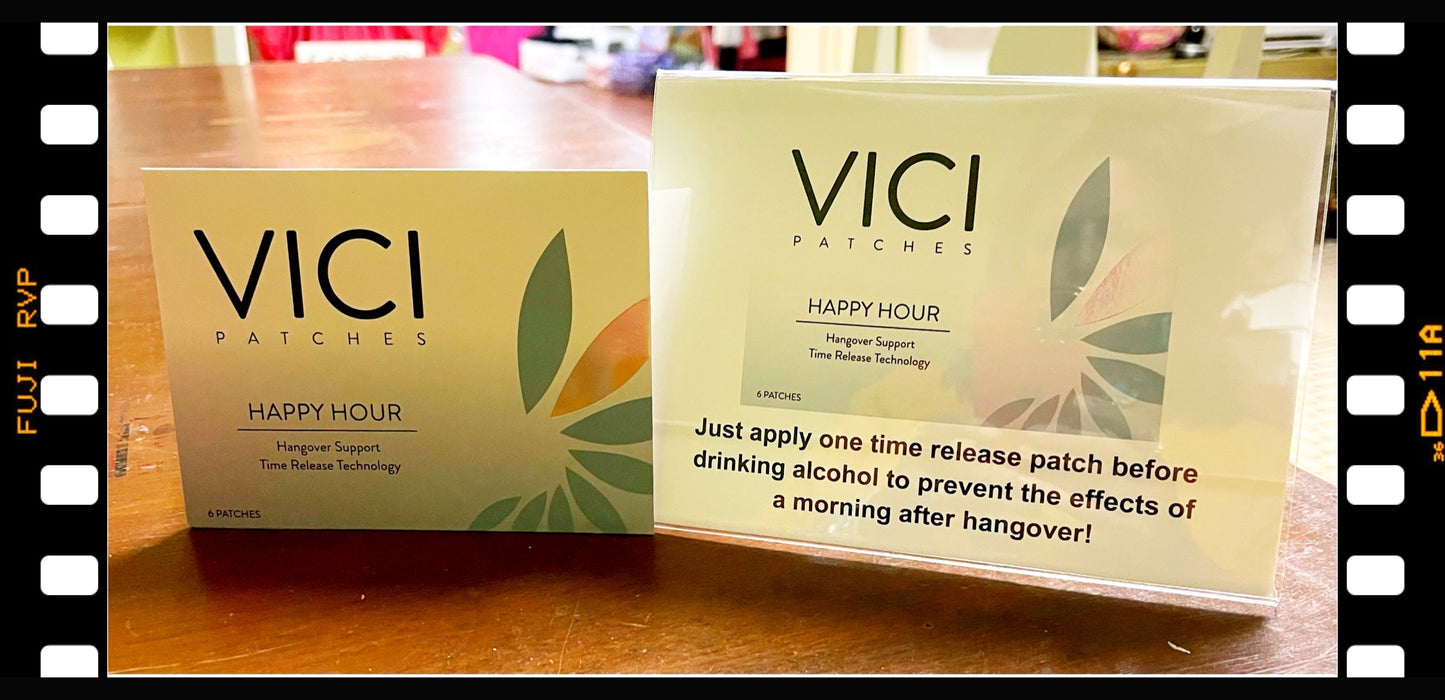 FUJI RVP
VICI
PATCHES
HAPPY HOUR
Hangover Support
Time Release Technology
6 PATCHES
VICI
PATCHES
HAPPY HOUR
Hangover Support
Time Release Technology
6 PATCHES
Just apply one time release patch before
drinking alcohol to prevent the effects of
a morning after hangover!
11A
36